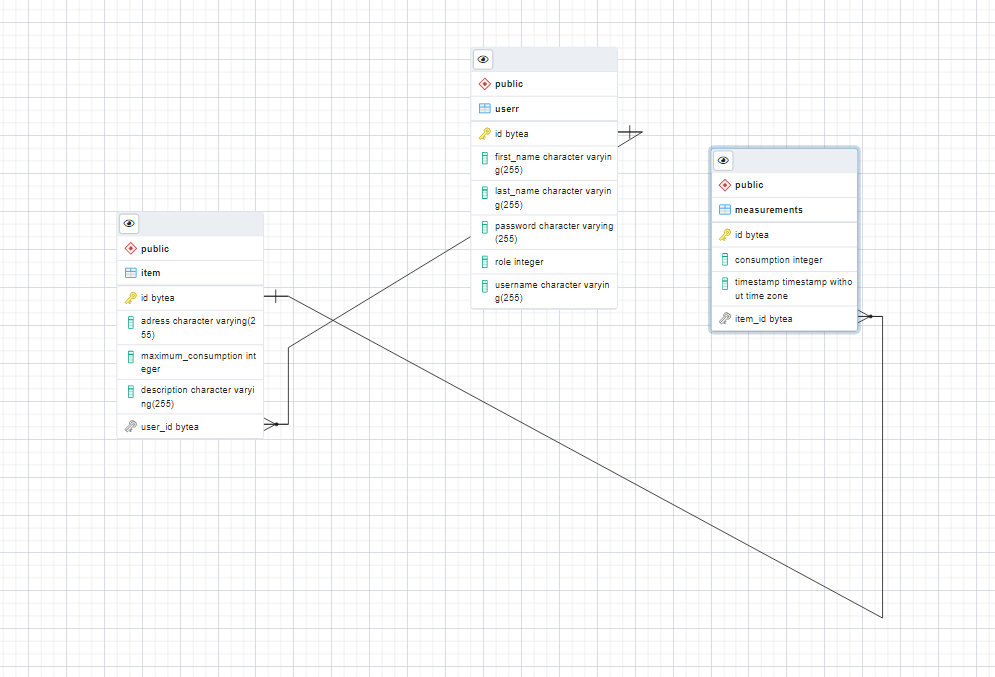 public
userr
id bytea
first_name character varyin
g(255)
last_name character varyin
g(255)
password character varying
(255)
role integer
username character varyin
g(255)
public
measurements
id bytea
consumption integer
timestamp timestamp witho
ut time zone
item_id bytea
public
item
id bytea
adress character varying(2
55)
maximum_consumption int
eger
description character varyi
ng(255)
user_id bytea